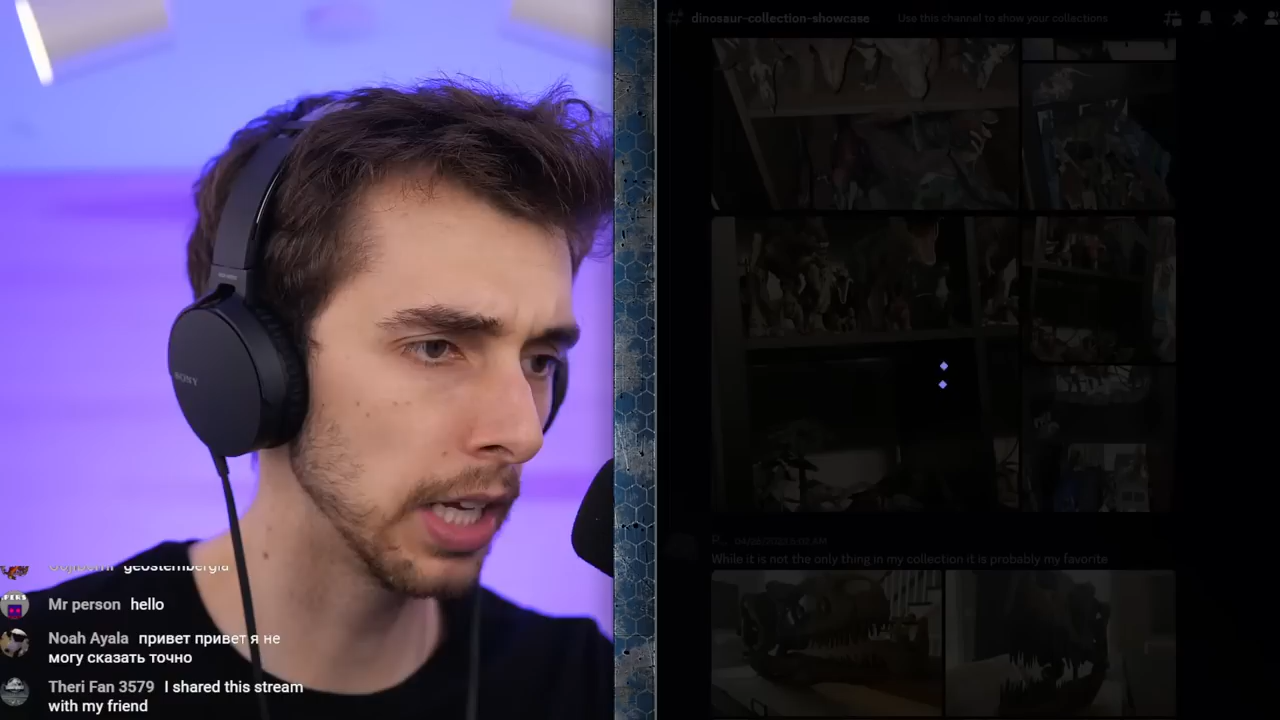 dinosaur-collection-showcase
Use this channel to show your collections
SONY
geosternbergia
Mr person hello
Noah Ayala привет привет я не
могу сказать точно
Theri Fan 3579 I shared this stream
with my friend
While it is not the only thing in my collection it is probably my favorite